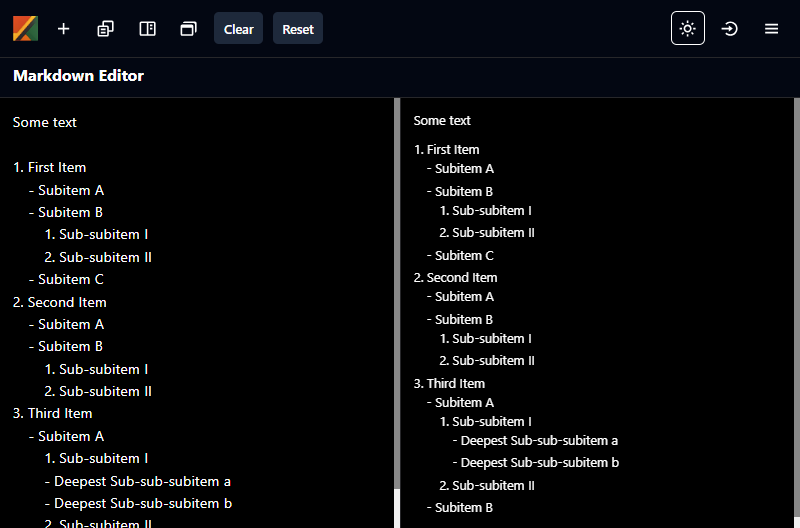 Clear
Reset
Markdown Editor
Some text
1. First Item
- Subitem A
- Subitem B
1. Sub-subitem I
2. Sub-subitem II
- Subitem C
2. Second Item
- Subitem A
- Subitem B
1. Sub-subitem I
2. Sub-subitem II
3. Third Item
- Subitem A
1. Sub-subitem I
- Deepest Sub-sub-subitem a
- Deepest Sub-sub-subitem b
2. Sub-subitem II
Some text
1. First Item
- Subitem A
- Subitem B
1. Sub-subitem I
2. Sub-subitem II
- Subitem C
2. Second Item
- Subitem A
- Subitem B
1. Sub-subitem I
2. Sub-subitem II
3. Third Item
- Subitem A
1. Sub-subitem I
- Deepest Sub-sub-subitem a
- Deepest Sub-sub-subitem b
2. Sub-subitem II
- Subitem B